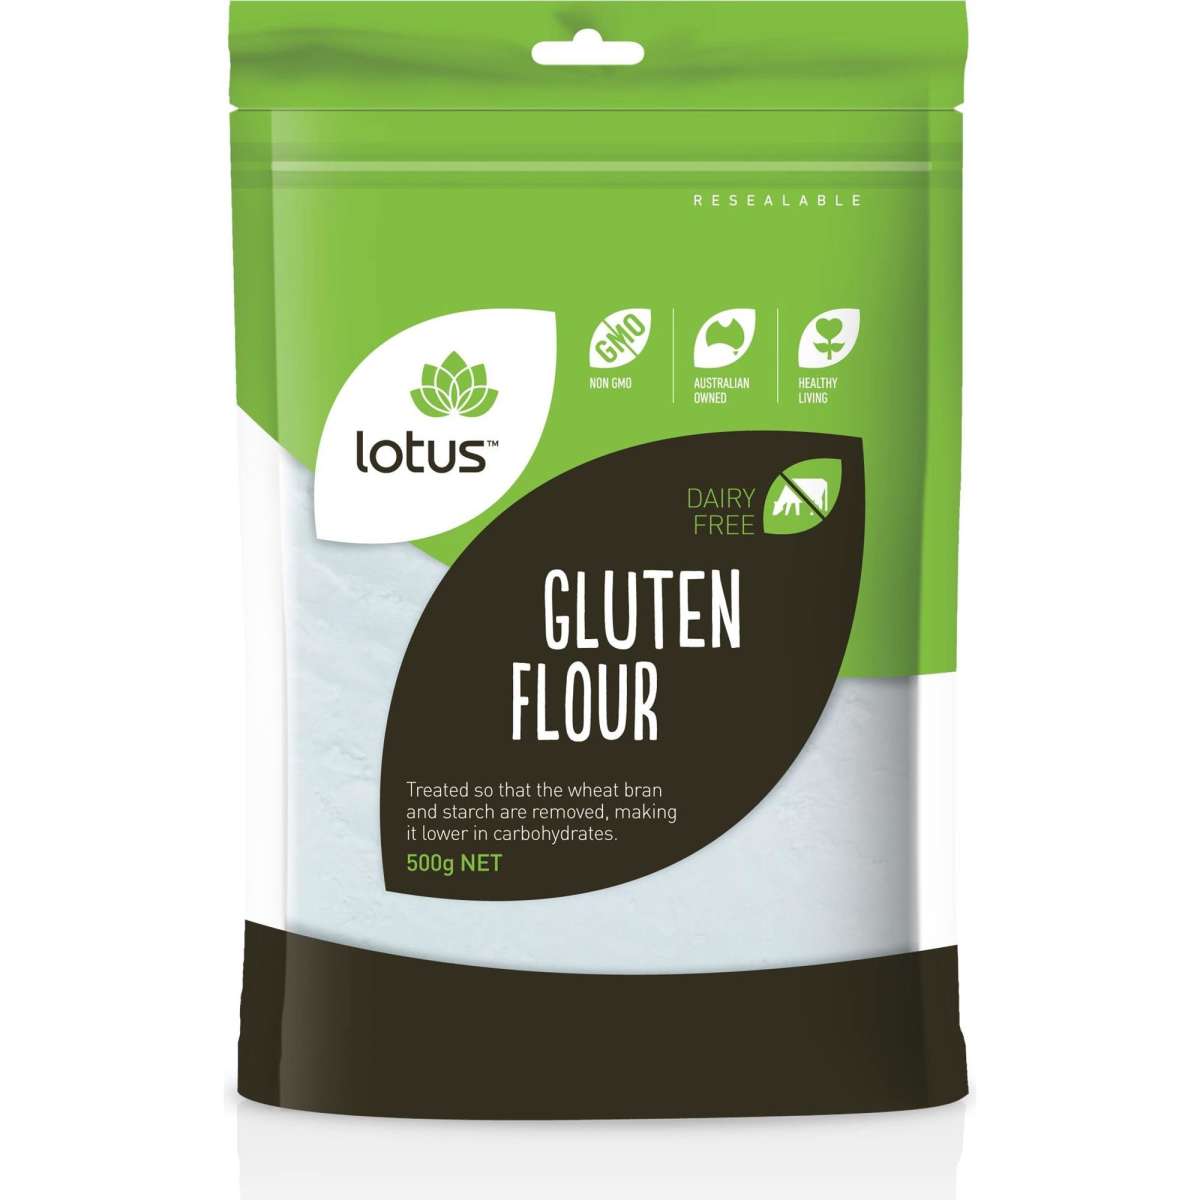 RESEALABLE
GMO
NON GMO
AUSTRALIAN
OWNED
HEALTHY
LIVING
lotus™
DAIRY
FREE
GLUTEN
FLOUR
Treated so that the wheat bran
and starch are removed, making
it lower in carbohydrates.
500g NET